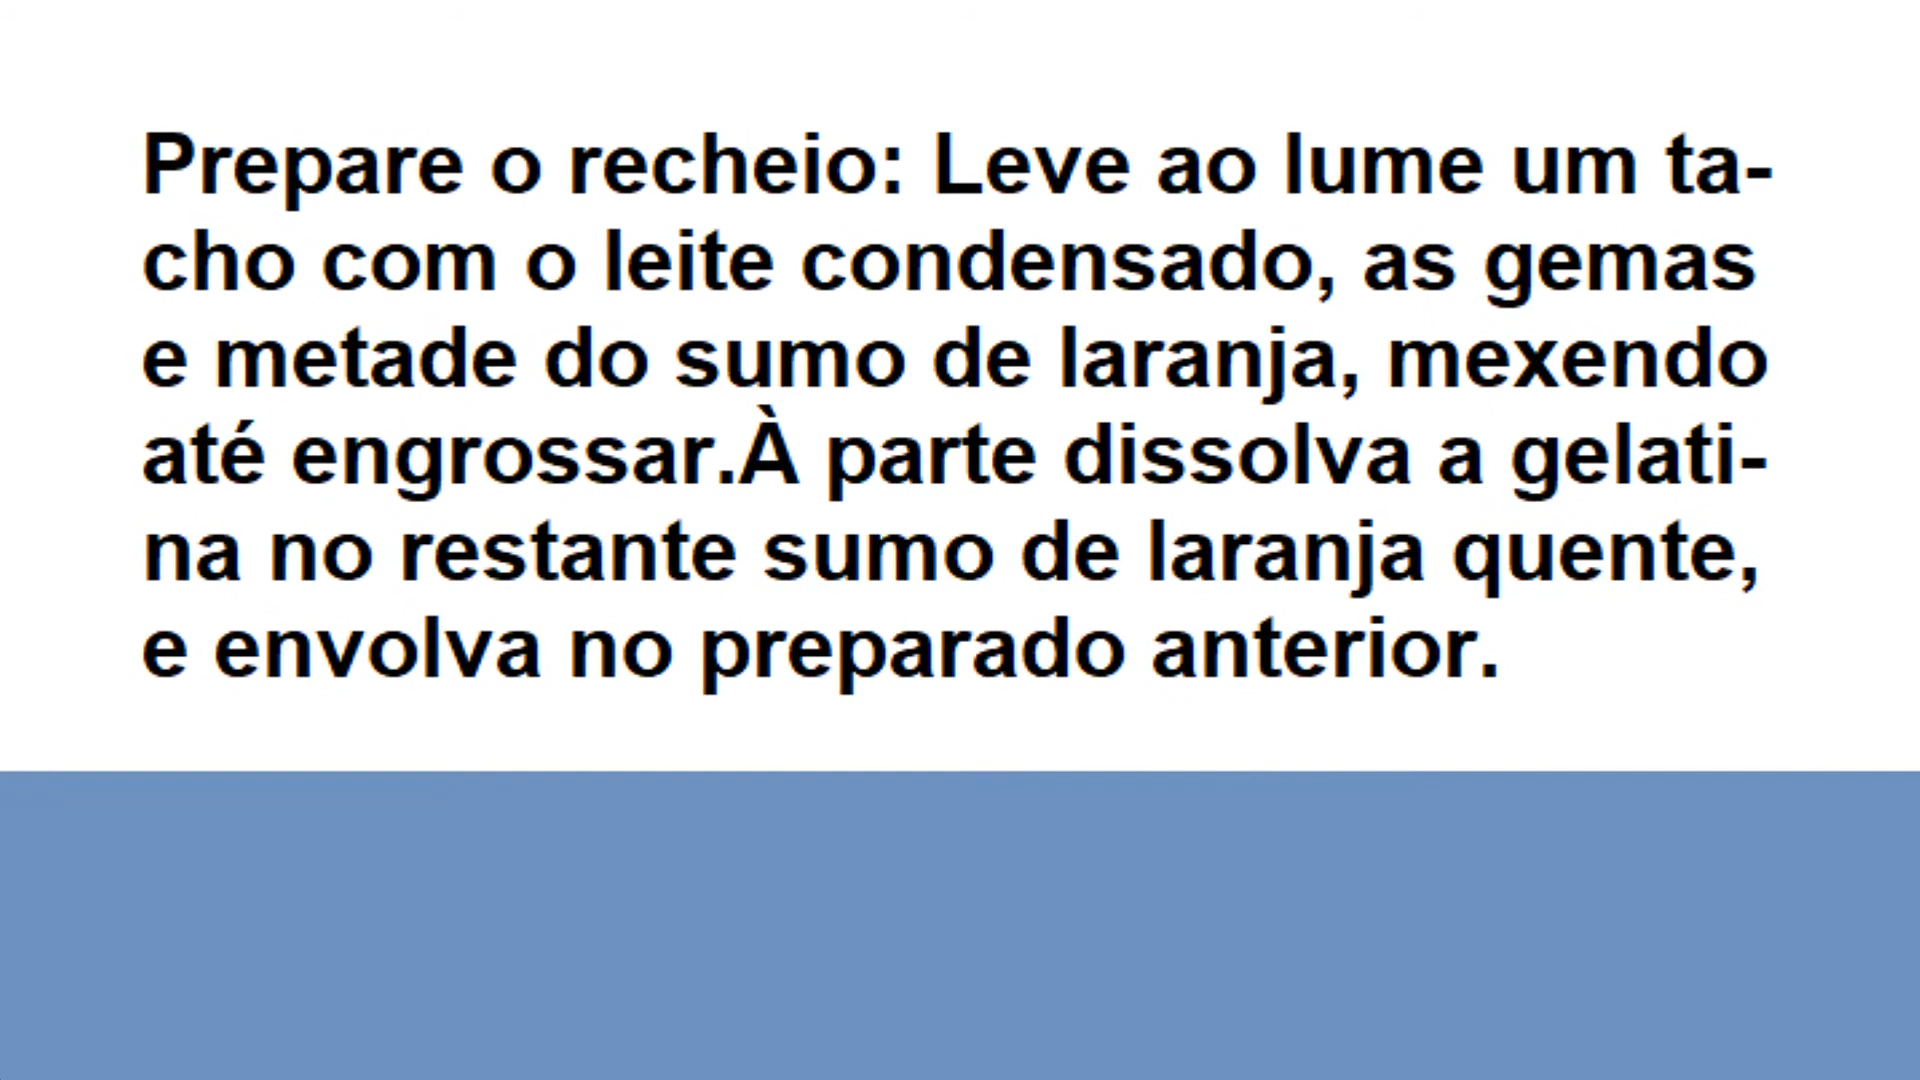 Prepare o recheio: Leve ao lume um ta-
cho com o leite condensado, as gemas
e metade do sumo de laranja, mexendo
até engrossar.À parte dissolva a gelati-
na no restante sumo de laranja quente,
e envolva no preparado anterior.